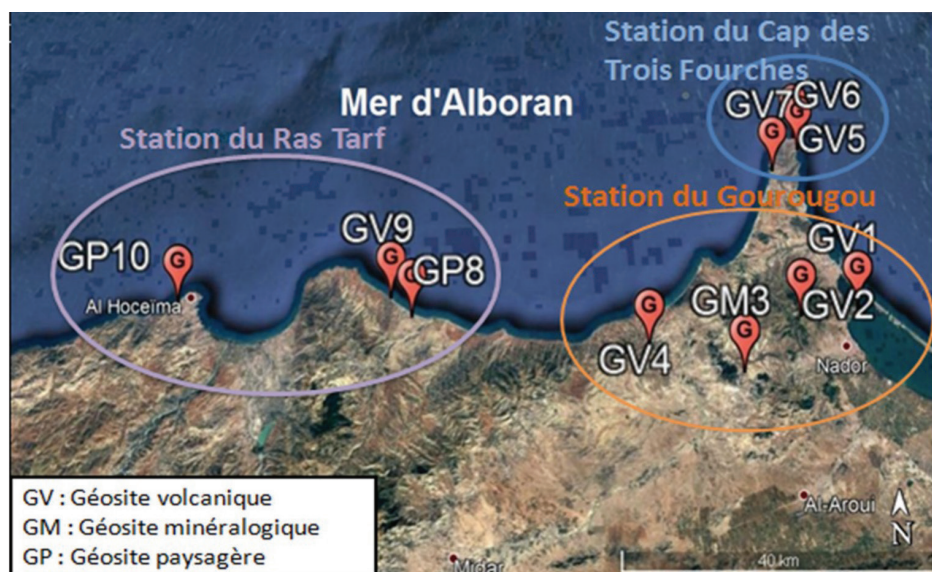 Station du Cap des
Trois Fourches
GV7
GV6
GV5
Mer d'Alboran
Station du Ras Tarf
Station du Gourougou
GP10
GV9
GP8
GV1
GV2
GM3
GV4
Al Hoceïma
Nador
Al-Aroui
Midar
N
40 km
GV : Géosite volcanique
GM : Géosite minéralogique
GP : Géosite paysagère
G
G
G
G
G
G
G
G
G